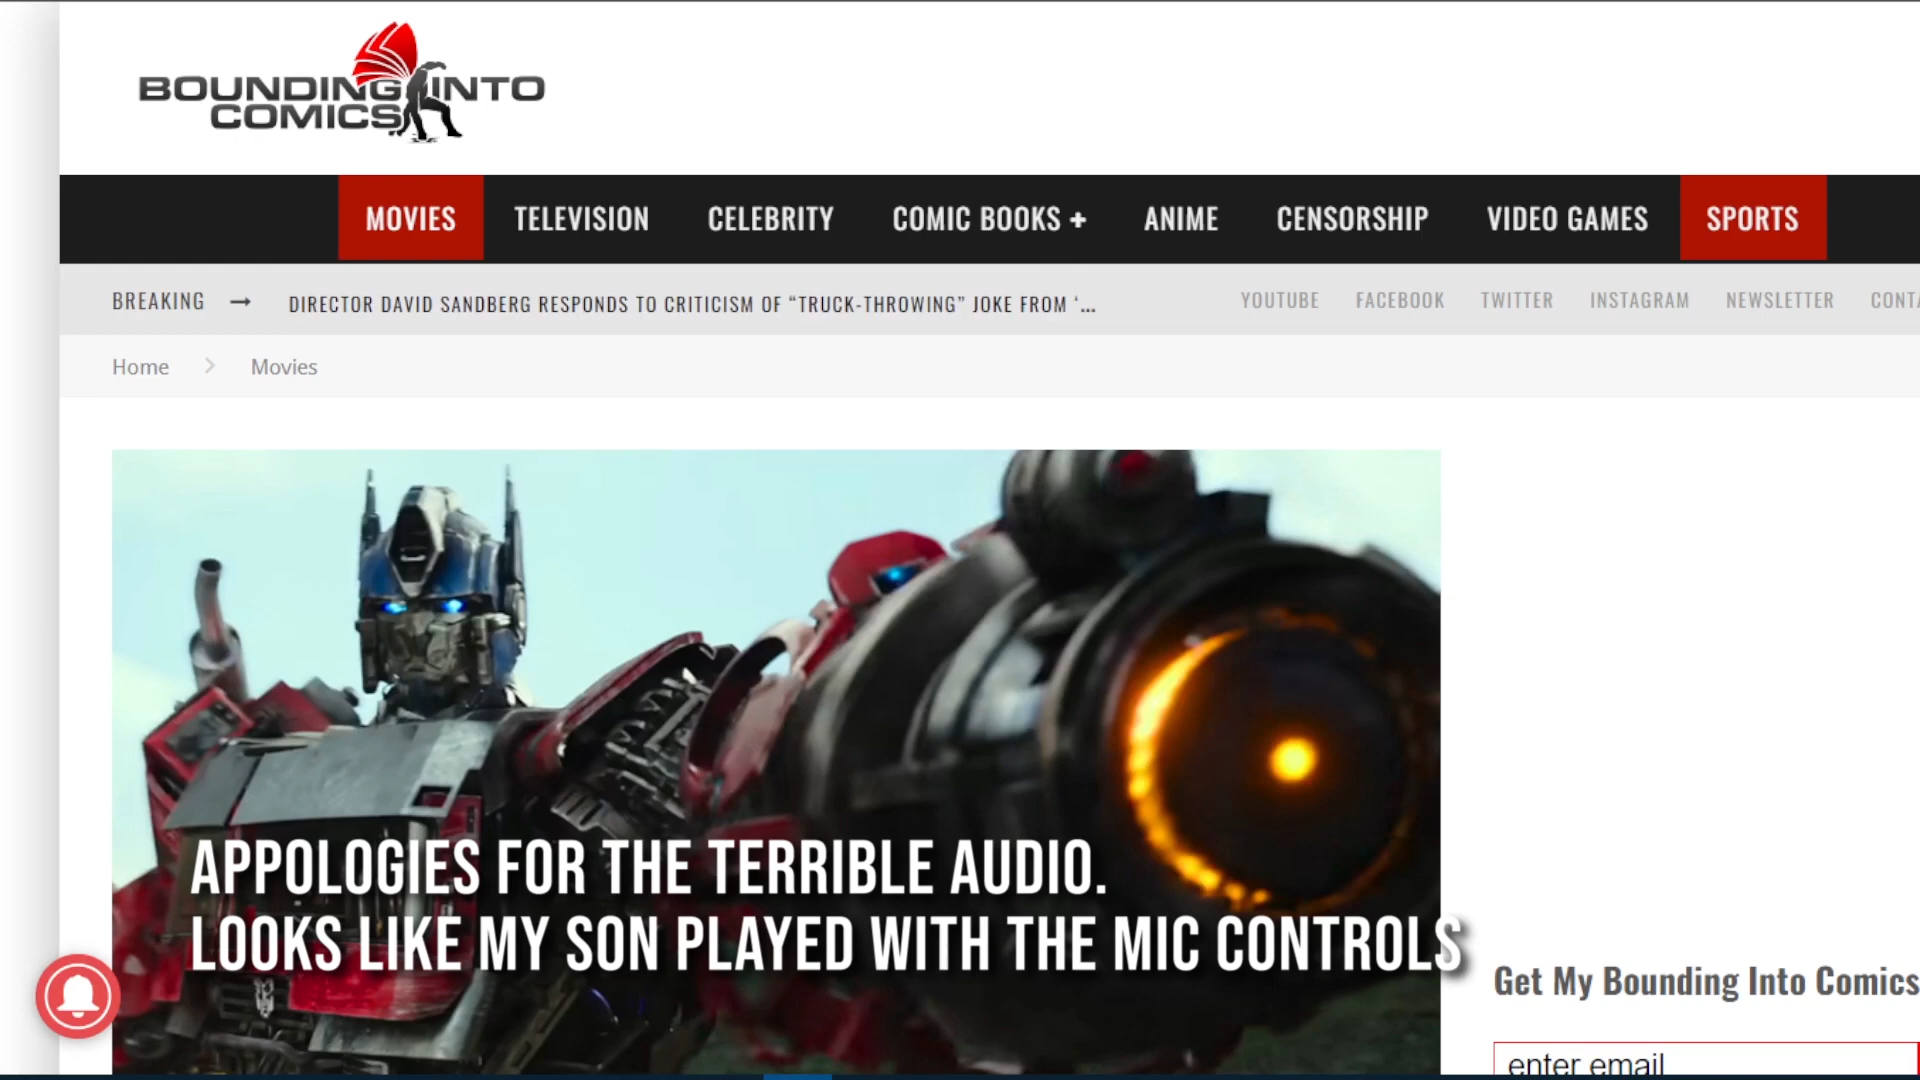 BOUNDING INTO
COMICS
MOVIES TELEVISION CELEBRITY COMIC BOOKS + ANIME CENSORSHIP VIDEO GAMES SPORTS
BREAKING → DIRECTOR DAVID SANDBERG RESPONDS TO CRITICISM OF “TRUCK-THROWING” JOKE FROM ‘... YOUTUBE FACEBOOK TWITTER INSTAGRAM NEWSLETTER CONTA
Home > Movies
APPOLOGIES FOR THE TERRIBLE AUDIO.
LOOKS LIKE MY SON PLAYED WITH THE MIC CONTROLS
Get My Bounding Into Comics
enter email